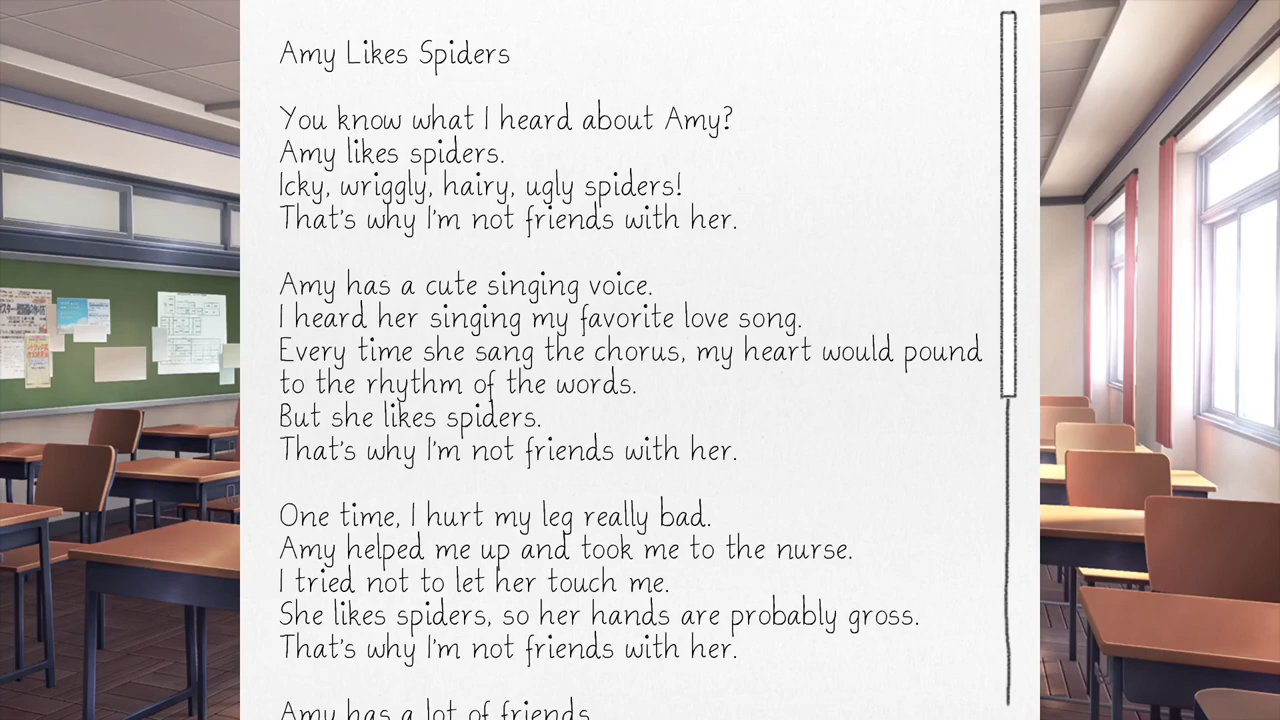 Amy Likes Spiders
You know what I heard about Amy?
Amy likes spiders.
Icky, wriggly, hairy, ugly spiders!
That's why I'm not friends with her.
Amy has a cute singing voice.
I heard her singing my favorite love song.
Every time she sang the chorus, my heart would pound
to the rhythm of the words.
But she likes spiders.
That's why I'm not friends with her.
One time, I hurt my leg really bad.
Amy helped me up and took me to the nurse.
I tried not to let her touch me.
She likes spiders, so her hands are probably gross.
That's why I'm not friends with her.
Amy has a lot of friends.